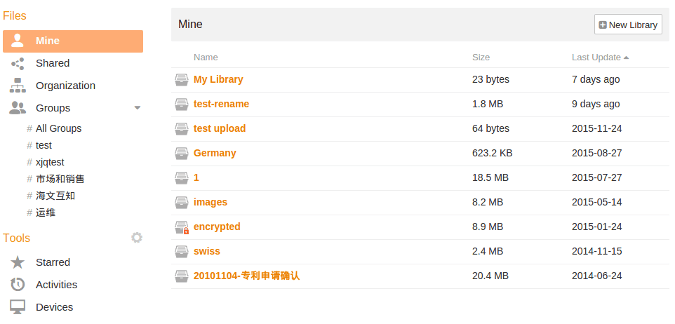 Files
Mine
Shared
Organization
Groups
# All Groups
# test
# xjqtest
# 市场和销售
# 海文互知
# 运维
Tools
Starred
Activities
Devices
Mine
New Library
Name Size Last Update
My Library 23 bytes 7 days ago
test-rename 1.8 MB 9 days ago
test upload 64 bytes 2015-11-24
Germany 623.2 KB 2015-08-27
1 18.5 MB 2015-07-27
images 8.2 MB 2015-05-14
encrypted 8.9 MB 2015-01-24
swiss 2.4 MB 2014-11-15
20101104-专利申请确认 20.4 MB 2014-06-24